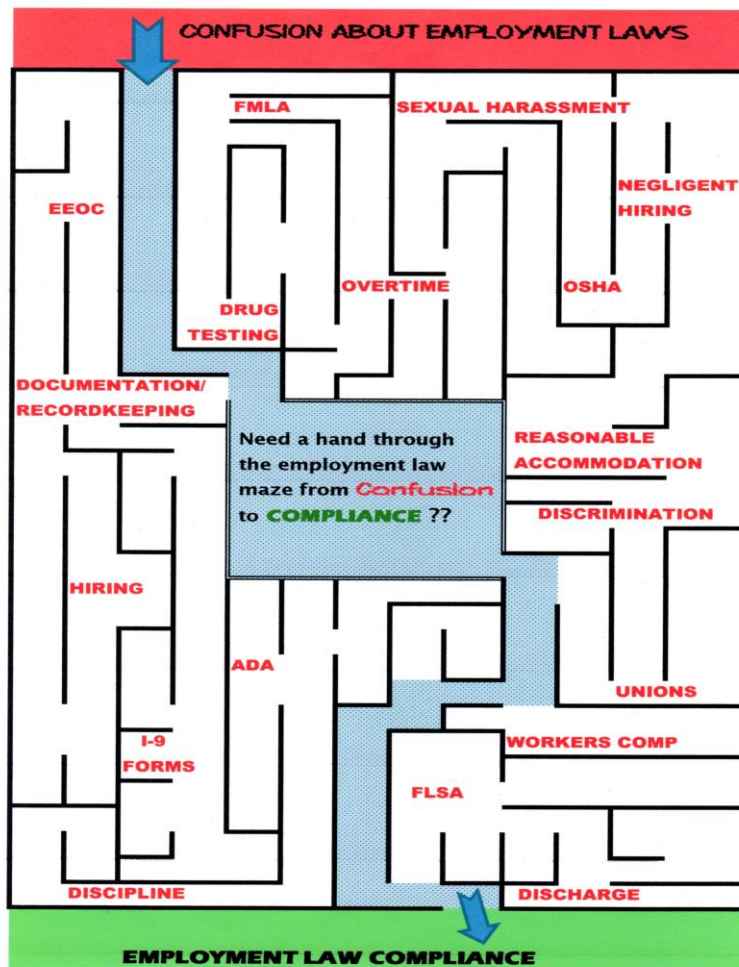 CONFUSION ABOUT EMPLOYMENT LAWS
FMLA
SEXUAL HARASSMENT
NEGLIGENT
HIRING
EEOC
OVERTIME
OSHA
DRUG
TESTING
DOCUMENTATION/
RECORDKEEPING
Need a hand through
the employment law
maze from Confusion
to COMPLIANCE ??
REASONABLE
ACCOMMODATION
DISCRIMINATION
HIRING
ADA
UNIONS
I-9
FORMS
WORKERS COMP
FLSA
DISCIPLINE
DISCHARGE
EMPLOYMENT LAW COMPLIANCE